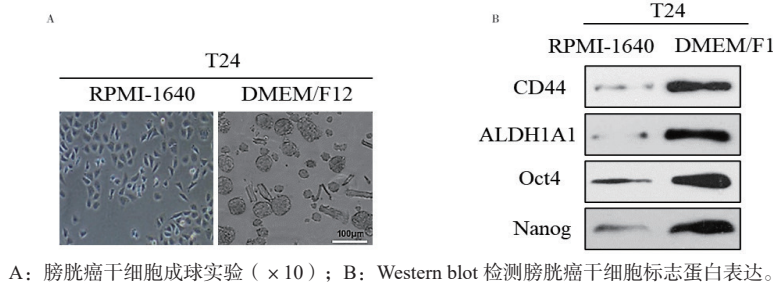 A
T24
RPMI-1640 DMEM/F12
100μm
B
T24
RPMI-1640 DMEM/F1
CD44
ALDH1A1
Oct4
Nanog
A：膀胱癌干细胞成球实验（×10）；B：Western blot 检测膀胱癌干细胞标志蛋白表达。